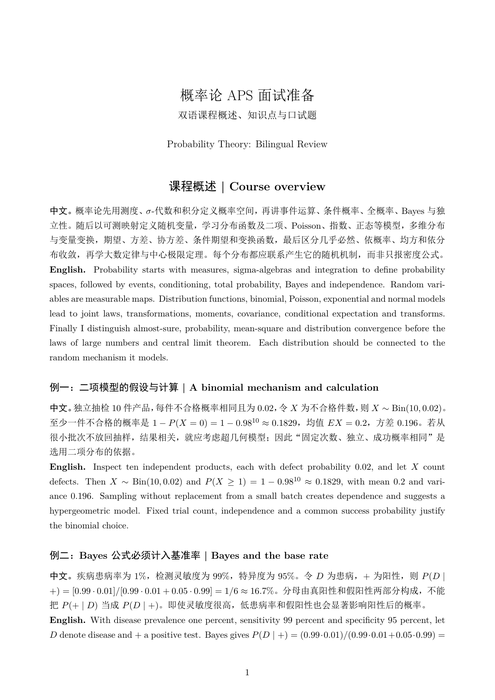 概率论 APS 面试准备
双语课程概述、知识点与口试题
Probability Theory: Bilingual Review
课程概述 | Course overview
中文。概率论先用测度、σ-代数和积分定义概率空间，再讲事件运算、条件概率、全概率、Bayes 与独
立性。随后以可测映射定义随机变量，学习分布函数及二项、Poisson、指数、正态等模型，多维分布
与变量变换，期望、方差、协方差、条件期望和变换函数，最后区分几乎必然、依概率、均方和依分
布收敛，再学大数定律与中心极限定理。每个分布都应联系产生它的随机机制，而非只报密度公式。
English. Probability starts with measures, sigma-algebras and integration to define probability
spaces, followed by events, conditioning, total probability, Bayes and independence. Random vari-
ables are measurable maps. Distribution functions, binomial, Poisson, exponential and normal models
lead to joint laws, transformations, moments, covariance, conditional expectation and transforms.
Finally I distinguish almost-sure, probability, mean-square and distribution convergence before the
laws of large numbers and central limit theorem. Each distribution should be connected to the
random mechanism it models.
例一：二项模型的假设与计算 | A binomial mechanism and calculation
中文。独立抽检 10 件产品，每件不合格概率相同且为 0.02，令 X 为不合格件数，则 X ∼ Bin(10, 0.02)。
至少一件不合格的概率是 1 − P(X = 0) = 1 − 0.98¹⁰ ≈ 0.1829，均值 EX = 0.2，方差 0.196。若从
很小批次不放回抽样，结果相关，就应考虑超几何模型；因此“固定次数、独立、成功概率相同”是
选用二项分布的依据。
English. Inspect ten independent products, each with defect probability 0.02, and let X count
defects. Then X ∼ Bin(10, 0.02) and P(X ≥ 1) = 1 − 0.98¹⁰ ≈ 0.1829, with mean 0.2 and vari-
ance 0.196. Sampling without replacement from a small batch creates dependence and suggests a
hypergeometric model. Fixed trial count, independence and a common success probability justify
the binomial choice.
例二：Bayes 公式必须计入基准率 | Bayes and the base rate
中文。疾病患病率为 1%，检测灵敏度为 99%，特异度为 95%。令 D 为患病，+ 为阳性，则 P(D |
+) = [0.99 · 0.01]/[0.99 · 0.01 + 0.05 · 0.99] = 1/6 ≈ 16.7%。分母由真阳性和假阳性两部分构成，不能
把 P(+ | D) 当成 P(D | +)。即使灵敏度很高，低患病率和假阳性也会显著影响阳性后的概率。
English. With disease prevalence one percent, sensitivity 99 percent and specificity 95 percent, let
D denote disease and + a positive test. Bayes gives P(D | +) = (0.99·0.01)/(0.99·0.01+0.05·0.99) =
1